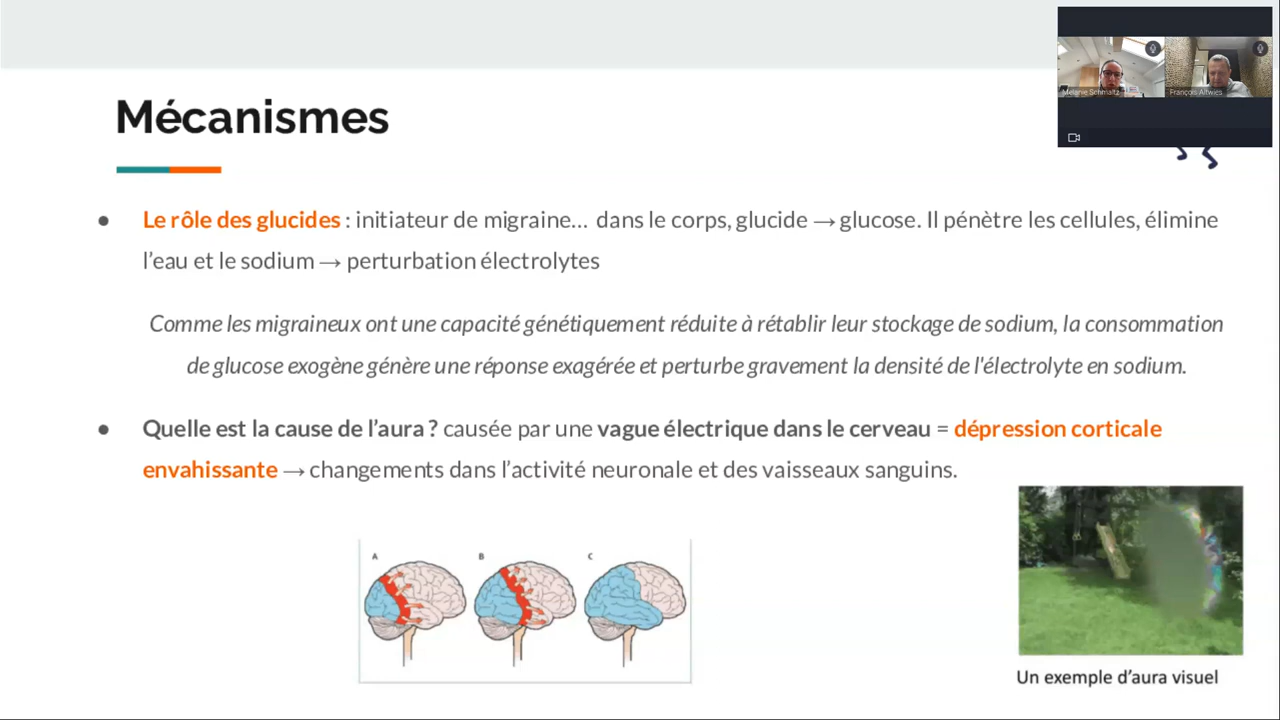 Mélanie Schmaltz
François Alfwies
Mécanismes
● Le rôle des glucides : initiateur de migraine... dans le corps, glucide → glucose. Il pénètre les cellules, élimine
l'eau et le sodium → perturbation électrolytes
Comme les migraineux ont une capacité génétiquement réduite à rétablir leur stockage de sodium, la consommation
de glucose exogène génère une réponse exagérée et perturbe gravement la densité de l'électrolyte en sodium.
● Quelle est la cause de l'aura ? causée par une vague électrique dans le cerveau = dépression corticale
envahissante → changements dans l'activité neuronale et des vaisseaux sanguins.
A B C
Un exemple d'aura visuel